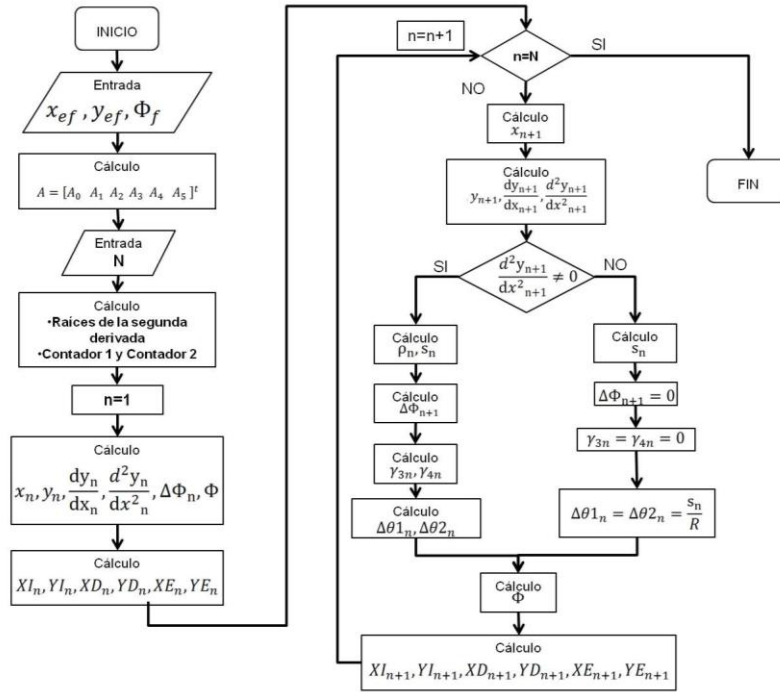 INICIO
Entrada
x_{ef}, y_{ef}, Φ_f
Cálculo
A = [A_0 A_1 A_2 A_3 A_4 A_5]^t
Entrada
N
Cálculo
•Raíces de la segunda
derivada
•Contador 1 y Contador 2
n=1
Cálculo
x_n, y_n, dy_n/dx_n, d^2y_n/dx^2_n, ΔΦ_n, Φ
Cálculo
XI_n, YI_n, XD_n, YD_n, XE_n, YE_n
n=n+1
n=N
SI
NO
FIN
Cálculo
x_{n+1}
Cálculo
y_{n+1}, dy_{n+1}/dx_{n+1}, d^2y_{n+1}/dx^2_{n+1}
d^2y_{n+1}/dx^2_{n+1} ≠ 0
SI
NO
Cálculo
ρ_n, s_n
Cálculo
ΔΦ_{n+1}
Cálculo
γ_{3n}, γ_{4n}
Cálculo
Δθ1_n, Δθ2_n
Cálculo
s_n
ΔΦ_{n+1} = 0
γ_{3n} = γ_{4n} = 0
Δθ1_n = Δθ2_n = s_n/R
Cálculo
Φ
Cálculo
XI_{n+1}, YI_{n+1}, XD_{n+1}, YD_{n+1}, XE_{n+1}, YE_{n+1}